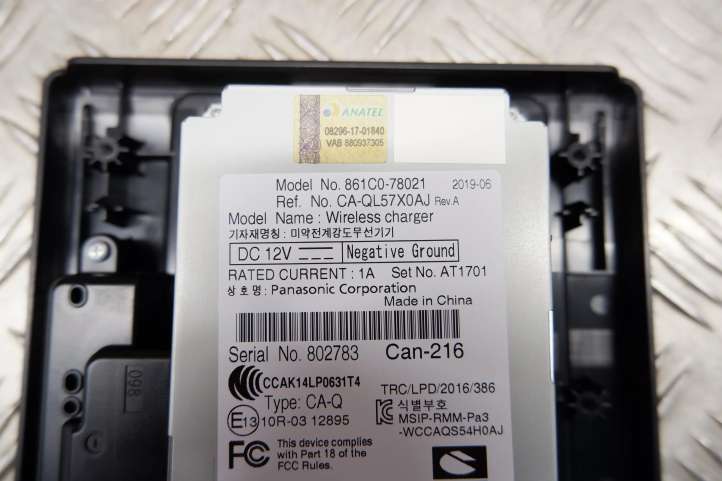 ANATEL
08296-17-01840
VAB 880937305
Model No. 861C0-78021 2019-06
Ref. No. CA-QL57X0AJ Rev.A
Model Name : Wireless charger
기자재명칭 : 미약전계강도무선기기
DC 12V Negative Ground
RATED CURRENT : 1A Set No. AT1701
상 호 명 : Panasonic Corporation
Made in China
Serial No. 802783 Can-216
CCAK14LP0631T4
Type: CA-Q
TRC/LPD/2016/386
식별부호
MSIP-RMM-Pa3
-WCCAQS54H0AJ
E13 10R-03 12895
FC This device complies
with Part 18 of the
FCC Rules.
098